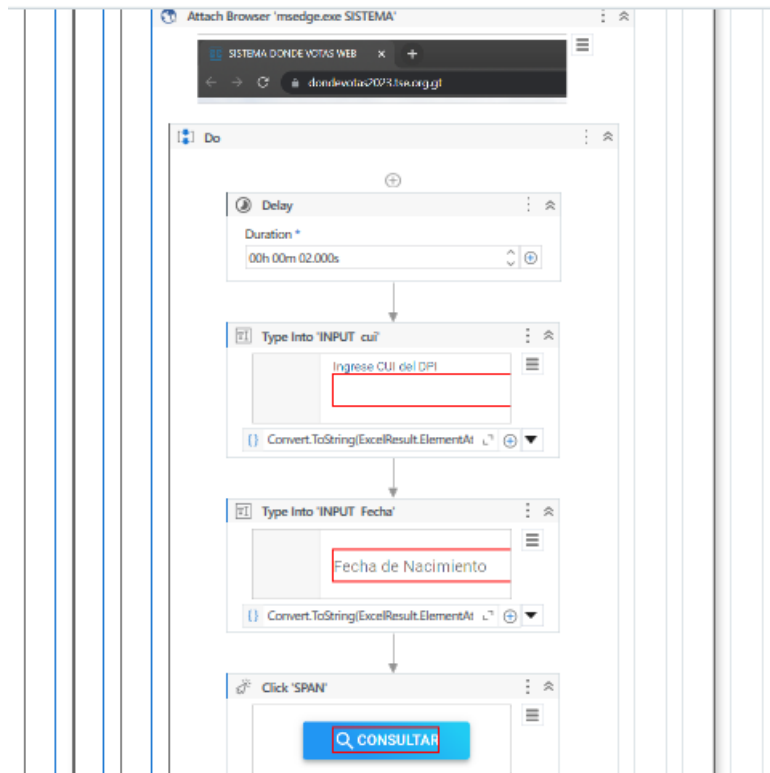 Attach Browser 'msedge.exe SISTEMA'
SISTEMA DONDE VOTAS WEB
dondevotas2023.tse.org.gt
Do
Delay
Duration *
00h 00m 02.000s
Type Into 'INPUT cui'
Ingrese CUI del DPI
Convert.ToString(ExcelResult.ElementAt
Type Into 'INPUT Fecha'
Fecha de Nacimiento
Convert.ToString(ExcelResult.ElementAt
Click 'SPAN'
CONSULTAR